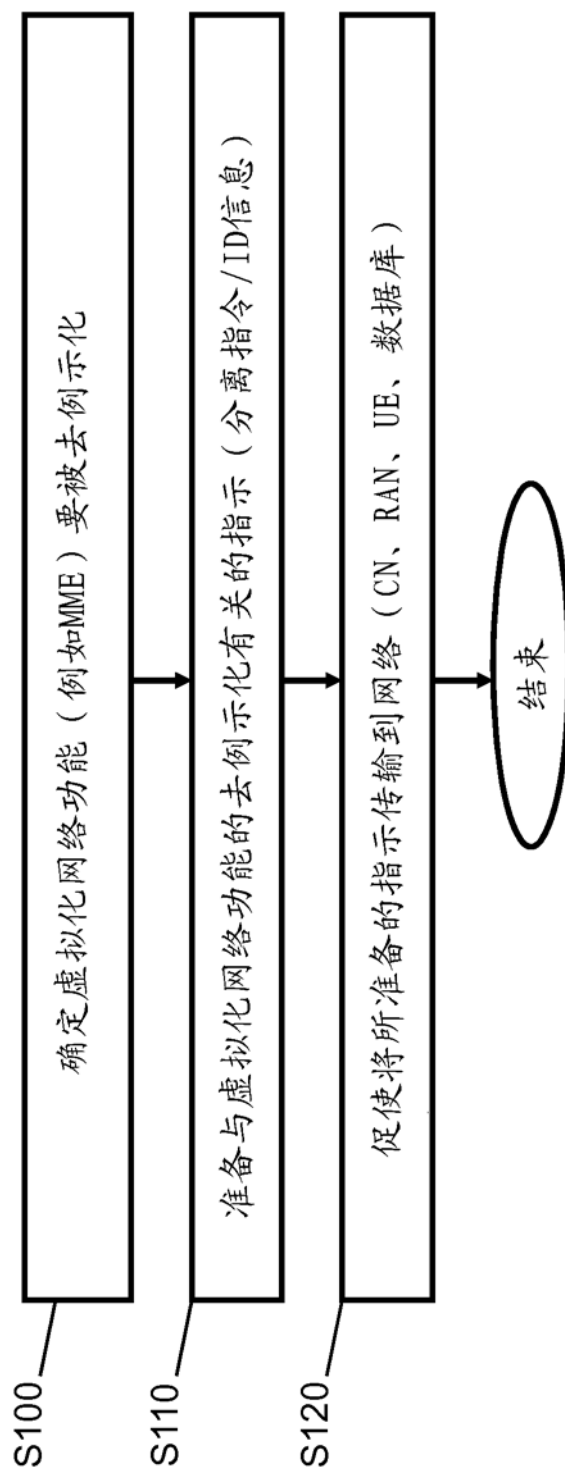 S100
确定虚拟化网络功能（例如MME）要被去例示化
S110
准备与虚拟化网络功能的去例示化有关的指示（分离指令/ID信息）
S120
促使将所准备的指示传输到网络（CN、RAN、UE、数据库）
结束